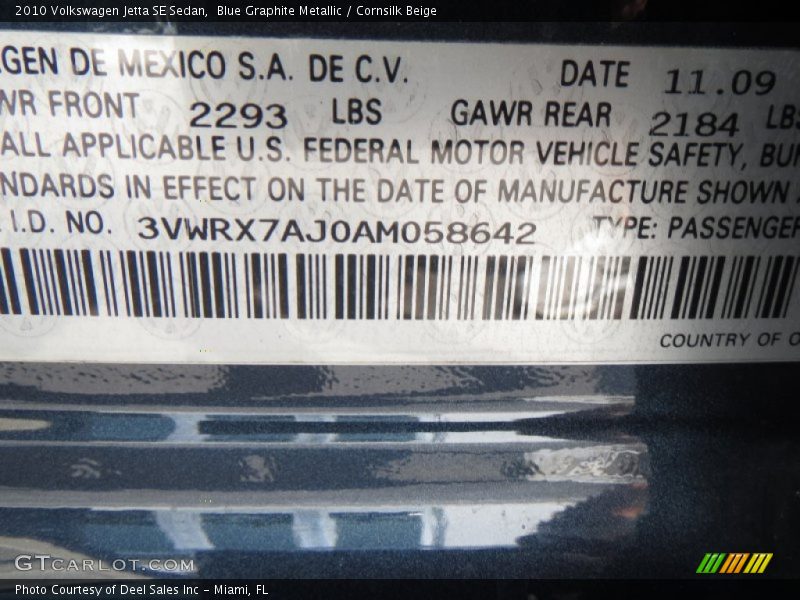 2010 Volkswagen Jetta SE Sedan, Blue Graphite Metallic / Cornsilk Beige
AGEN DE MEXICO S.A. DE C.V. DATE 11.09
WR FRONT 2293 LBS GAWR REAR 2184 LBS
ALL APPLICABLE U.S. FEDERAL MOTOR VEHICLE SAFETY, BU
NDARDS IN EFFECT ON THE DATE OF MANUFACTURE SHOWN
I.D. NO. 3VWRX7AJ0AM058642 TYPE: PASSENGER
COUNTRY OF O
GTCARLOT.COM
Photo Courtesy of Deel Sales Inc - Miami, FL